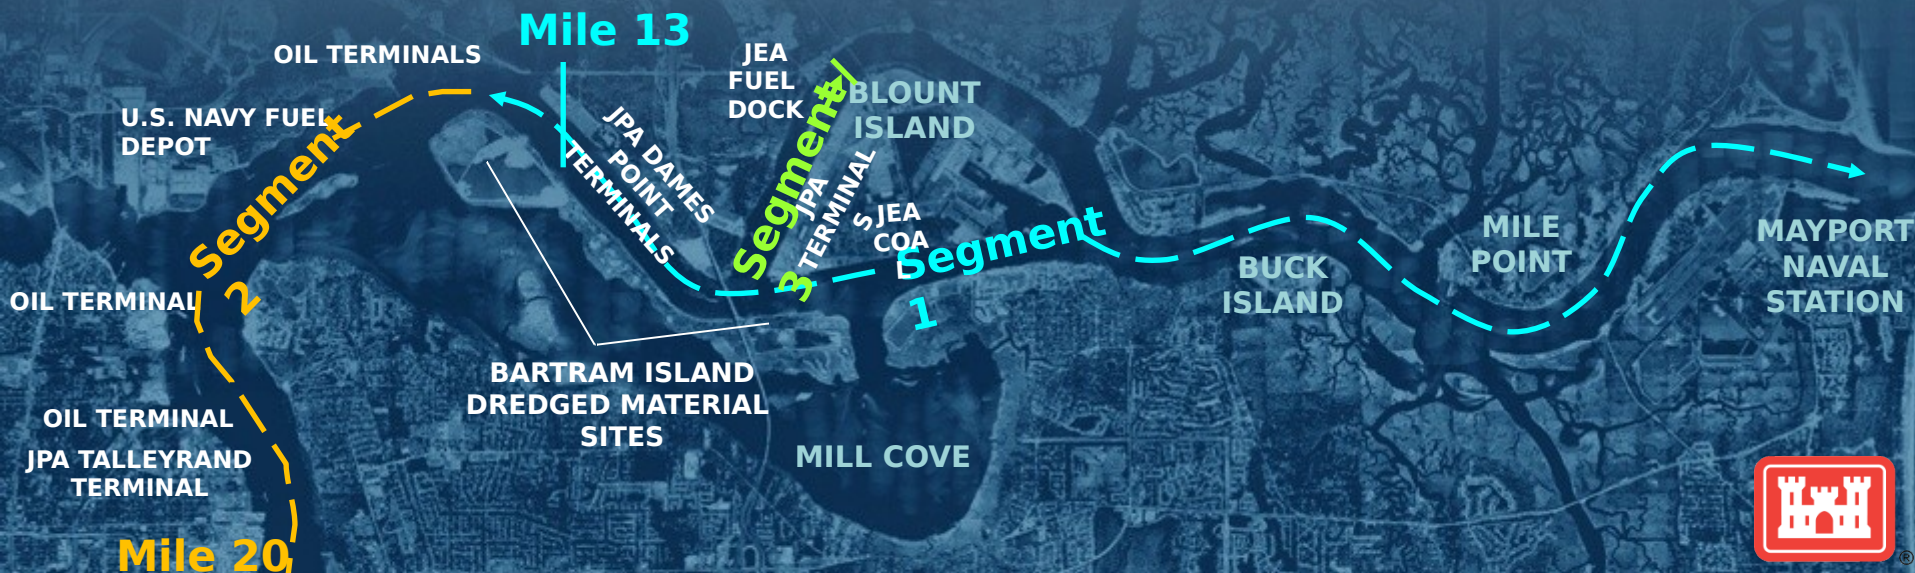 Mile 13
OIL TERMINALS
JEA
FUEL
DOCK
BLOUNT
ISLAND
U.S. NAVY FUEL
DEPOT
Segment
2
JPA DAMES
POINT
TERMINALS
Segment
3
JPA
TERMINAL
S
JEA
COA
L
Segment
1
MILE
POINT
MAYPORT
NAVAL
STATION
BUCK
ISLAND
OIL TERMINAL
BARTRAM ISLAND
DREDGED MATERIAL
SITES
OIL TERMINAL
JPA TALLEYRAND
TERMINAL
MILL COVE
Mile 20
®